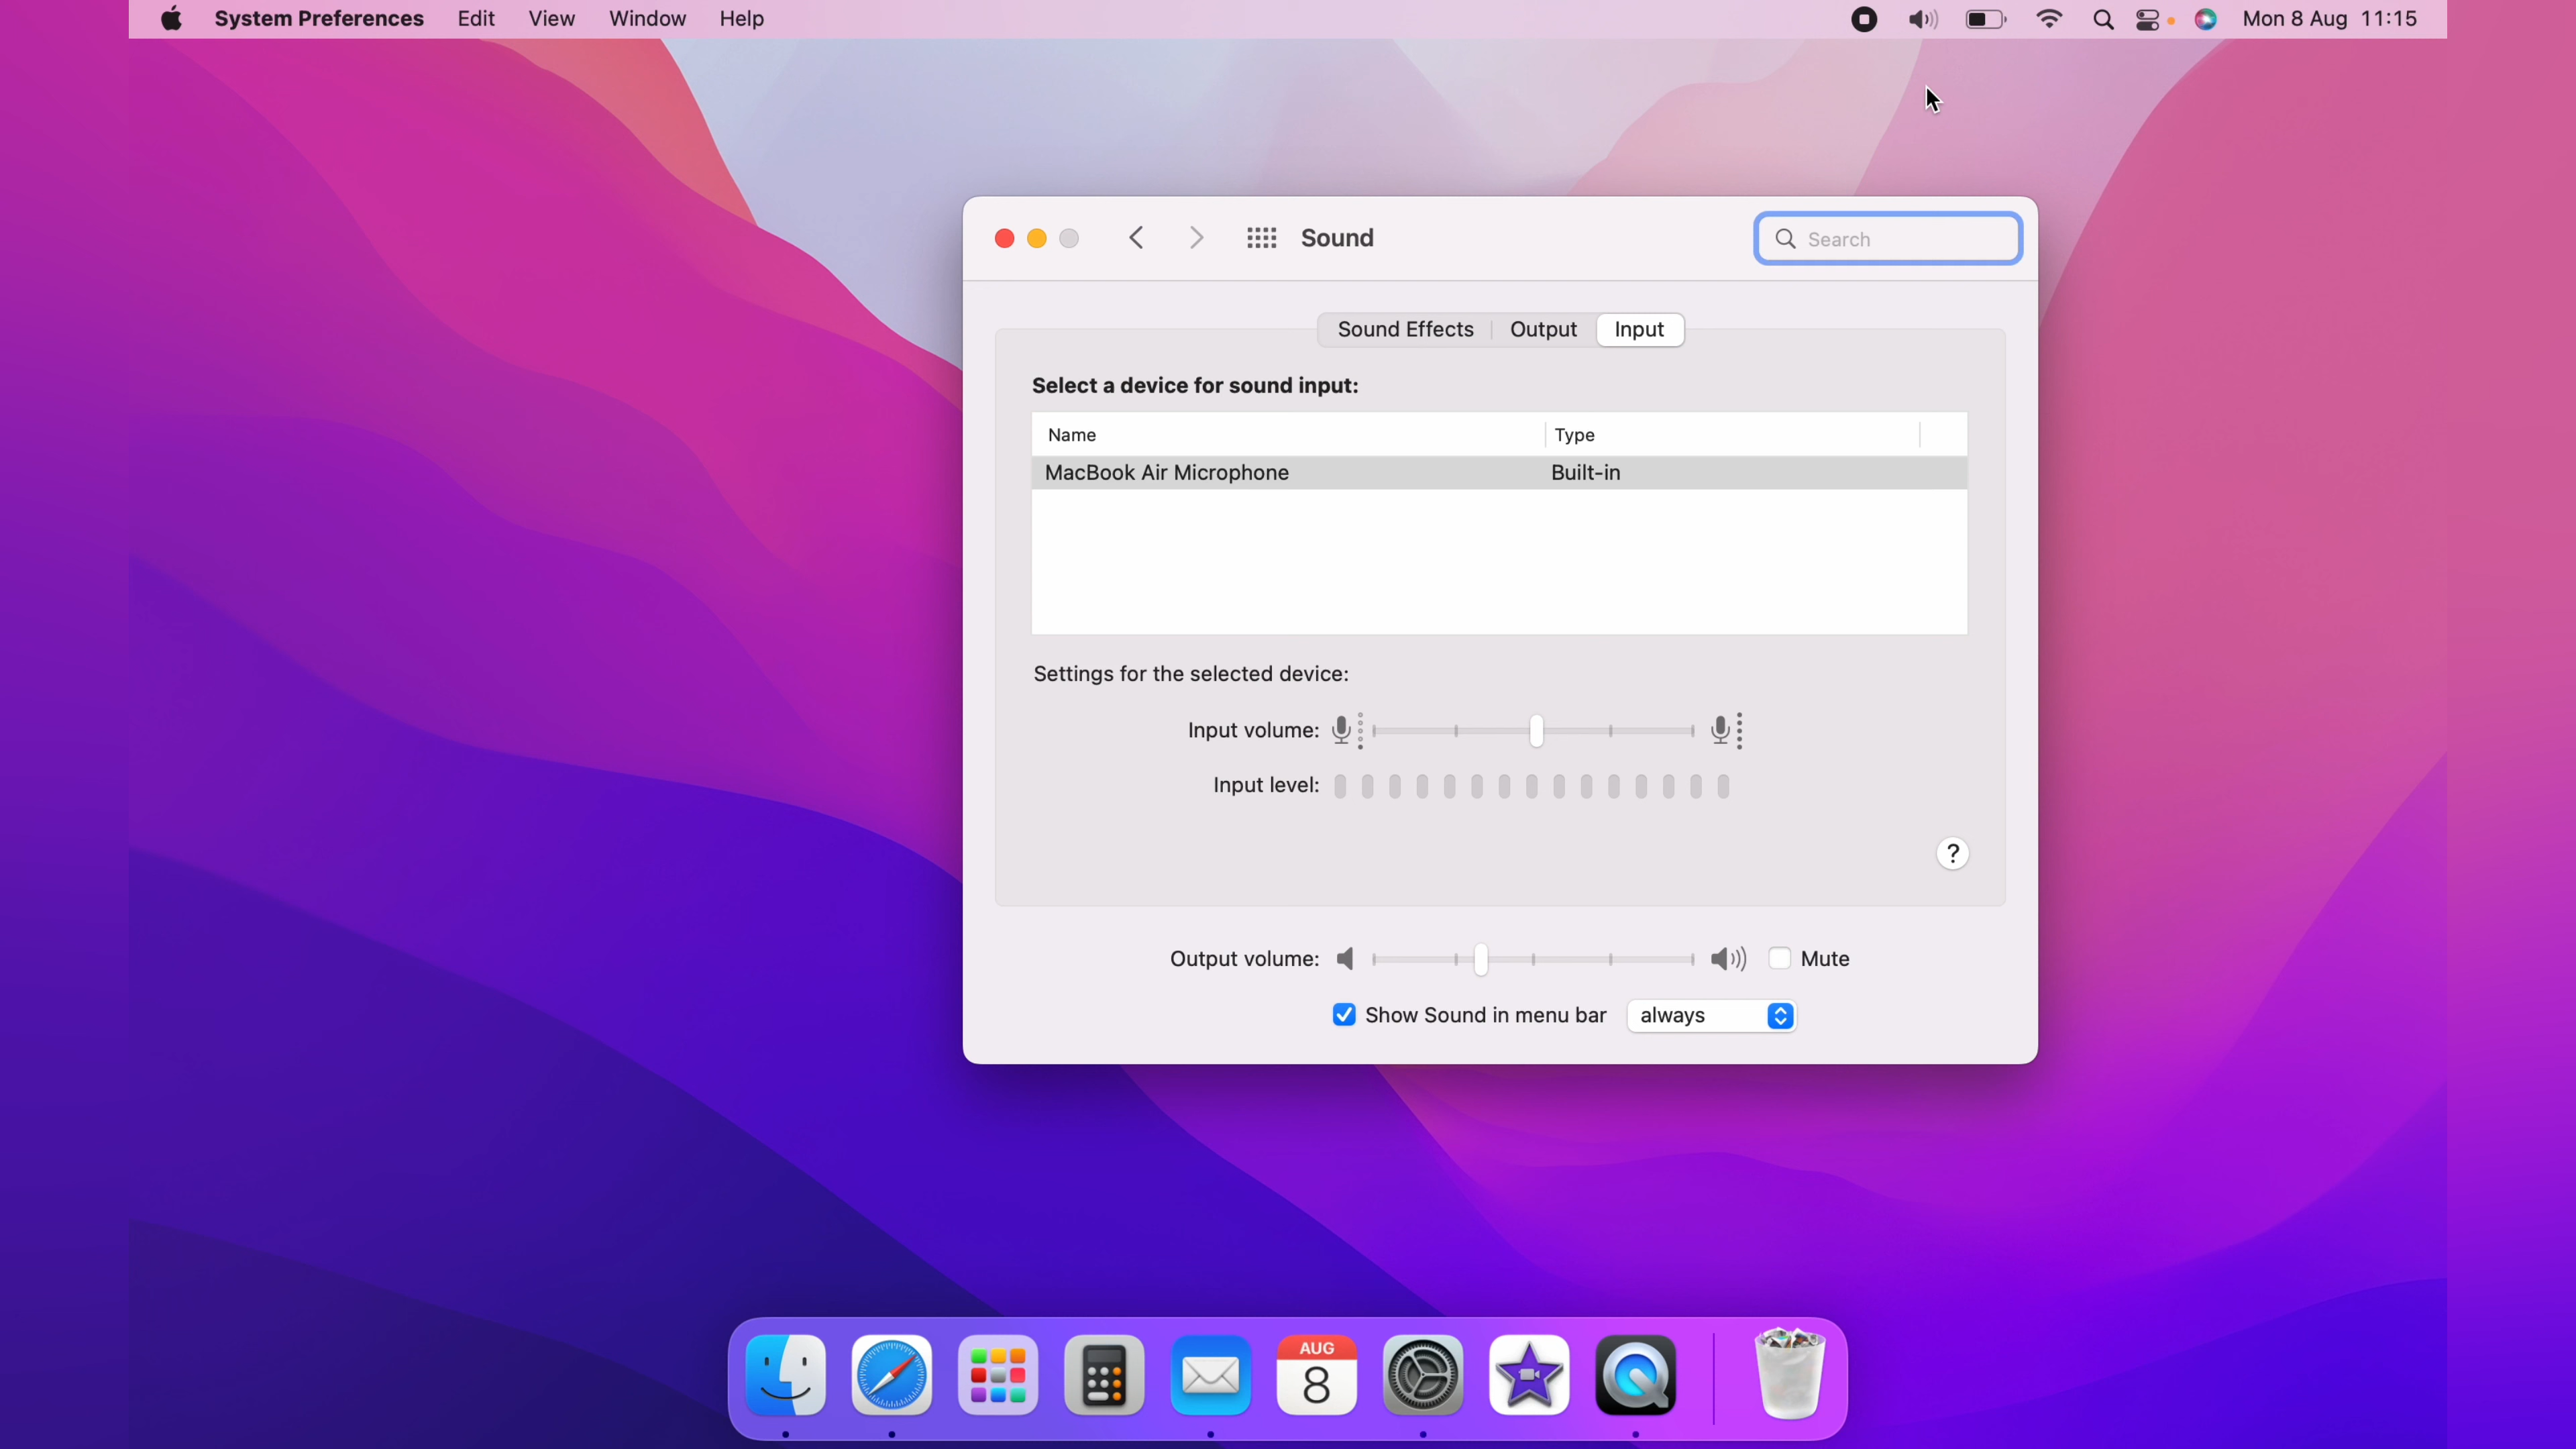 System Preferences Edit View Window Help Mon 8 Aug 11:15
Sound
Search
Sound Effects Output Input
Select a device for sound input:
Name Type
MacBook Air Microphone Built-in
Settings for the selected device:
Input volume:
Input level:
?
Output volume: Mute
Show Sound in menu bar always
AUG
8